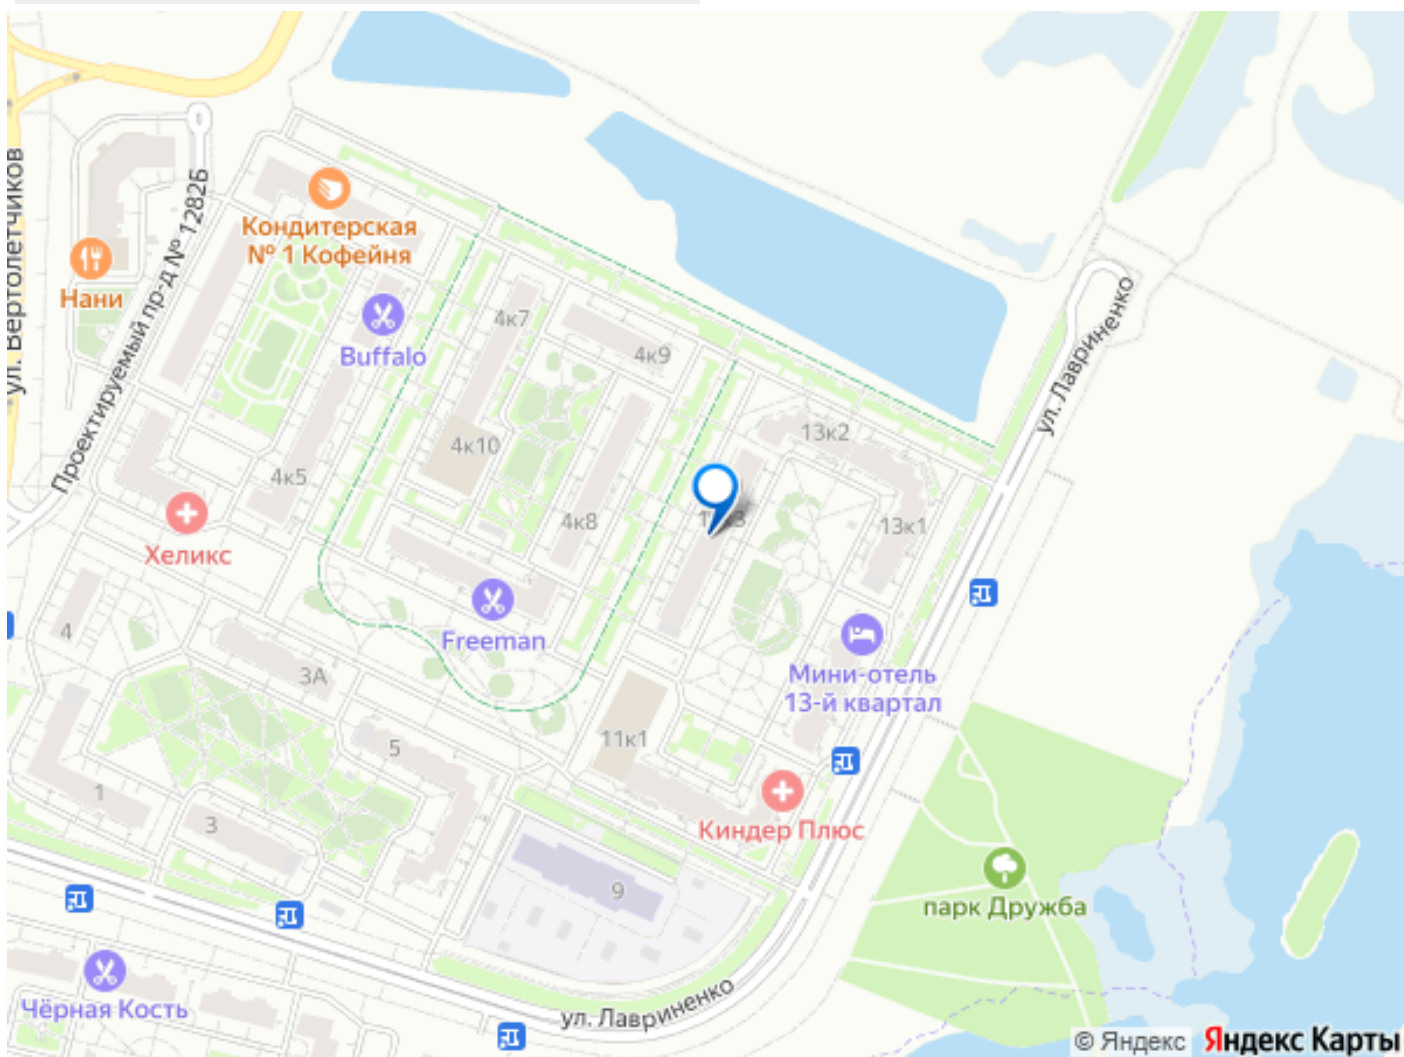 ул. Вертолетчиков
Проектируемый пр-д № 1282Б
Кондитерская
№ 1 Кофейня
Нани
Buffalo
4к7
4к9
ул. Лавриненко
13к2
4к10
4к5
4к8
13к1
Хеликс
Freeman
4
3А
Мини-отель
13-й квартал
11к1
5
1
3
Киндер Плюс
9
парк Дружба
Чёрная Кость
ул. Лавриненко
© Яндекс Яндекс Карты